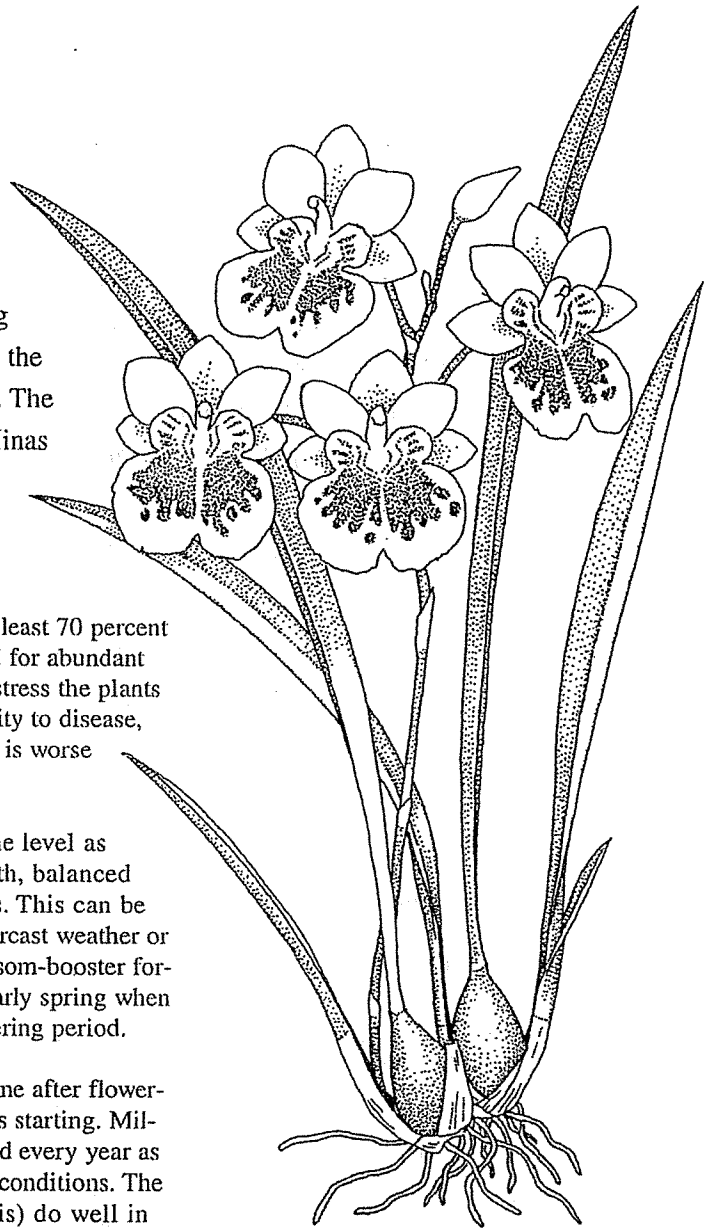 g
the
The
inas
least 70 percent
for abundant
stress the plants
ity to disease,
is worse
e level as
th, balanced
s. This can be
rcast weather or
som-booster for-
arly spring when
ering period.
ne after flower-
s starting. Mil-
d every year as
conditions. The
is) do well in